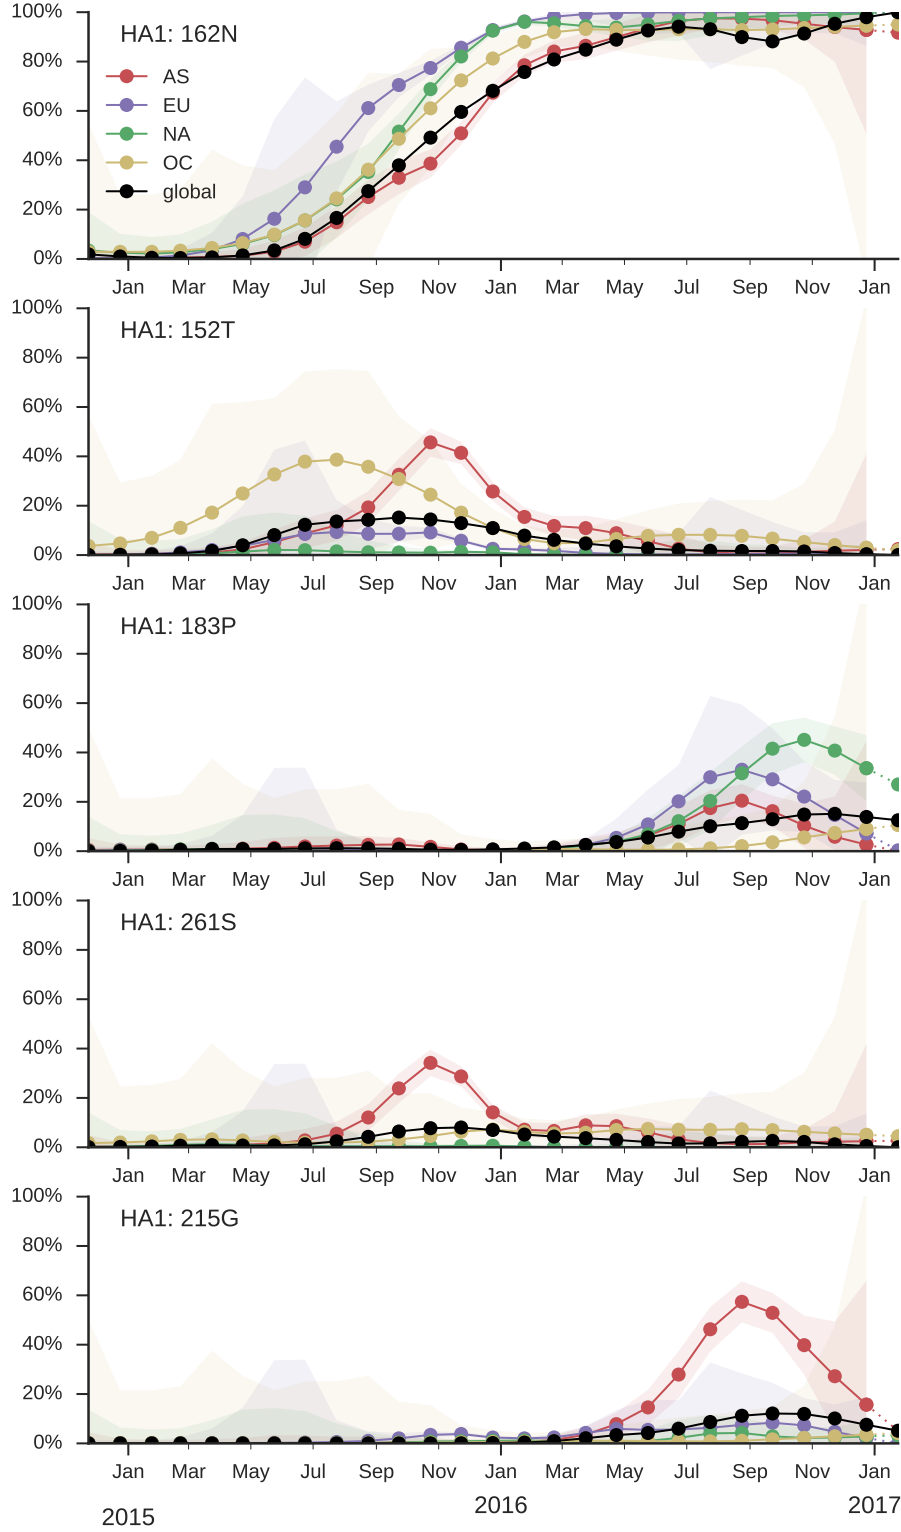 100%
HA1: 162N
80%
AS
60%
EU
NA
40%
OC
20%
global
0%
Jan Mar May Jul Sep Nov Jan Mar May Jul Sep Nov Jan
100%
HA1: 152T
80%
60%
40%
20%
0%
Jan Mar May Jul Sep Nov Jan Mar May Jul Sep Nov Jan
100%
HA1: 183P
80%
60%
40%
20%
0%
Jan Mar May Jul Sep Nov Jan Mar May Jul Sep Nov Jan
100%
HA1: 261S
80%
60%
40%
20%
0%
Jan Mar May Jul Sep Nov Jan Mar May Jul Sep Nov Jan
100%
HA1: 215G
80%
60%
40%
20%
0%
Jan Mar May Jul Sep Nov Jan Mar May Jul Sep Nov Jan
2015 2016 2017